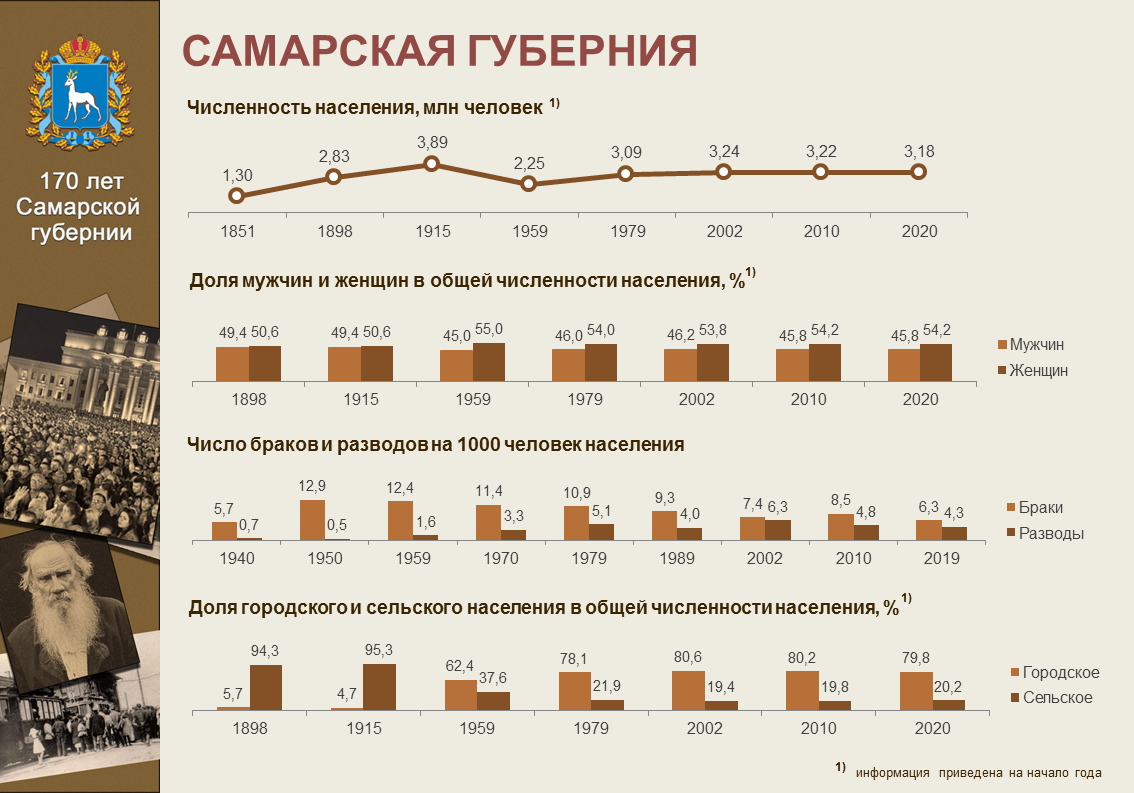 170 лет
Самарской
губернии
САМАРСКАЯ ГУБЕРНИЯ
Численность населения, млн человек 1)
1,30 2,83 3,89 2,25 3,09 3,24 3,22 3,18
1851 1898 1915 1959 1979 2002 2010 2020
Доля мужчин и женщин в общей численности населения, %1)
49,4 50,6 49,4 50,6 45,0 55,0 46,0 54,0 46,2 53,8 45,8 54,2 45,8 54,2
1898 1915 1959 1979 2002 2010 2020
Мужчин
Женщин
Число браков и разводов на 1000 человек населения
5,7 0,7 12,9 0,5 12,4 1,6 11,4 3,3 10,9 5,1 9,3 4,0 7,4 6,3 8,5 4,8 6,3 4,3
1940 1950 1959 1970 1979 1989 2002 2010 2019
Браки
Разводы
Доля городского и сельского населения в общей численности населения, %1)
5,7 94,3 4,7 95,3 62,4 37,6 78,1 21,9 80,6 19,4 80,2 19,8 79,8 20,2
1898 1915 1959 1979 2002 2010 2020
Городское
Сельское
1) информация приведена на начало года